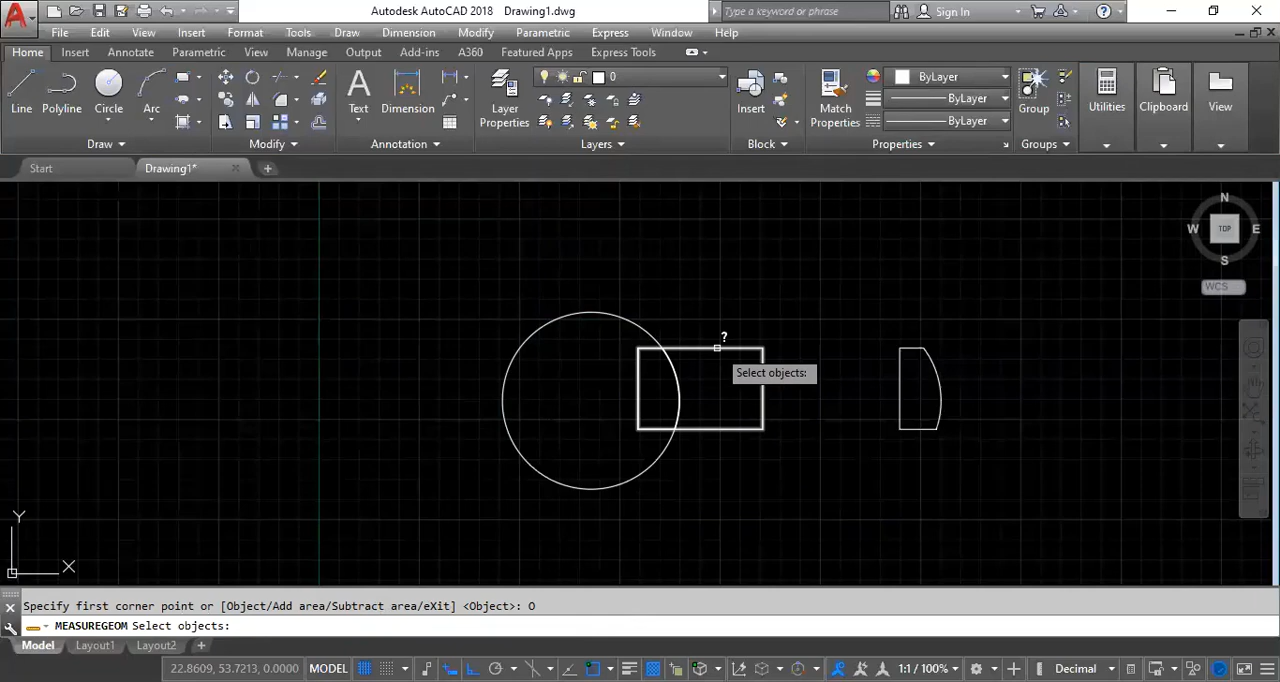 Autodesk AutoCAD 2018 Drawing1.dwg
Type a keyword or phrase
Sign In
File Edit View Insert Format Tools Draw Dimension Modify Parametric Express Window Help
Home Insert Annotate Parametric View Manage Output Add-ins A360 Featured Apps Express Tools
Line Polyline Circle Arc
Text Dimension
Layer Properties
0
Insert
Match Properties
ByLayer
ByLayer
ByLayer
Group
Utilities
Clipboard
View
Draw Modify Annotation Layers Block Properties Groups
Start Drawing1*
N
W TOP E
S
WCS
?
Select objects:
Y
X
Specify first corner point or [Object/Add area/Subtract area/eXit] <Object>: O
MEASUREGEOM Select objects:
Model Layout1 Layout2
22.8609, 53.7213, 0.0000 MODEL 1:1 / 100% Decimal